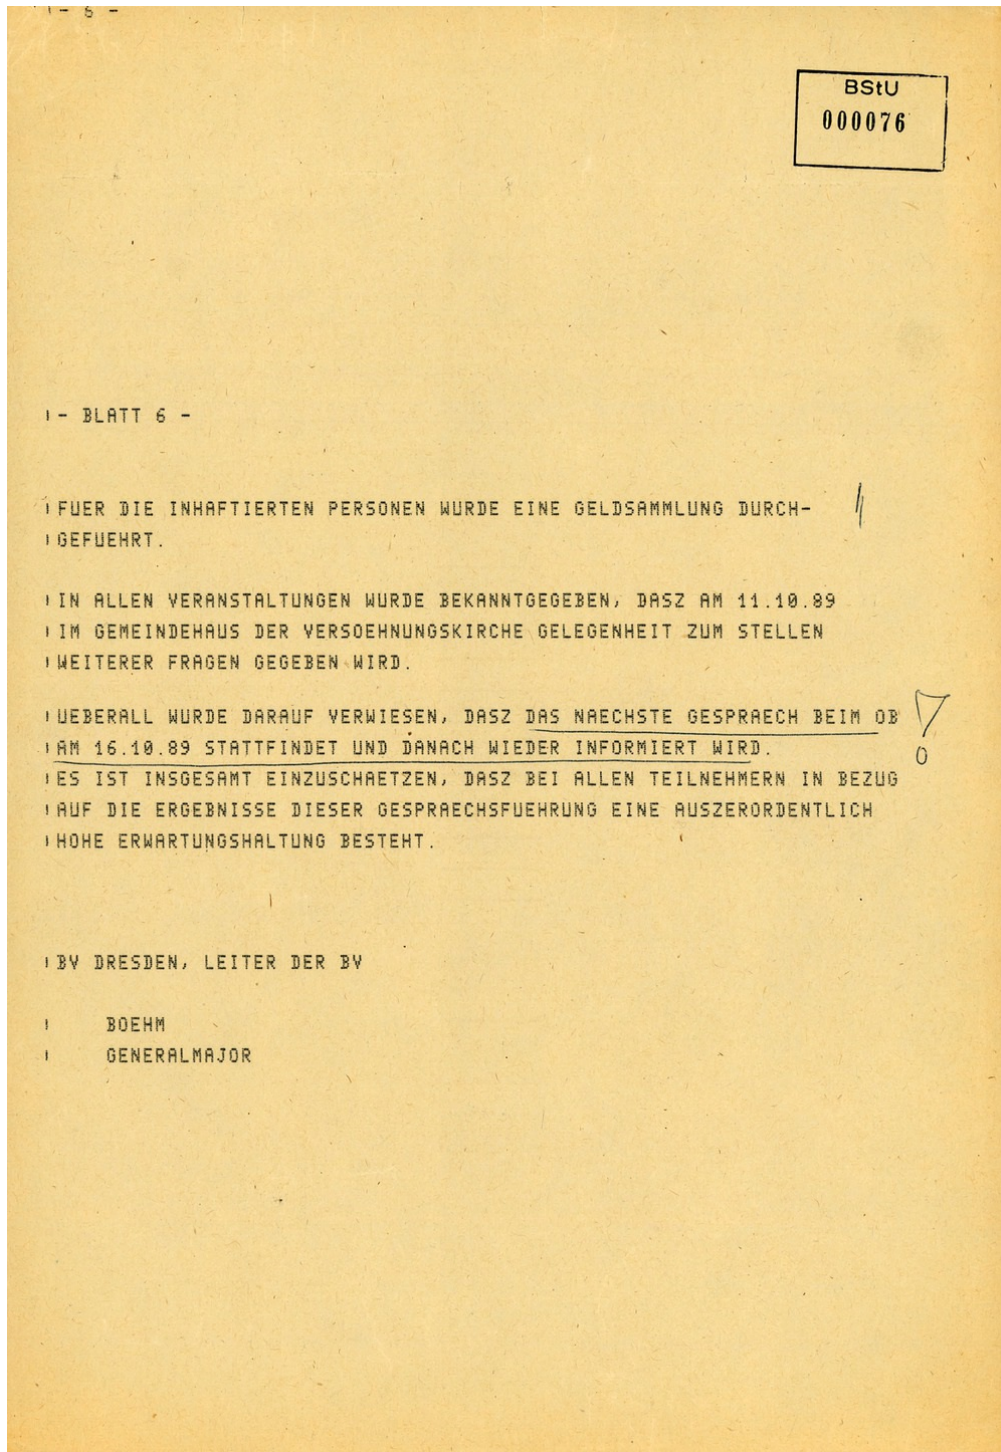 - 6 -
BStU
000076
- BLATT 6 -
FUER DIE INHAFTIERTEN PERSONEN WURDE EINE GELDSAMMLUNG DURCH-
GEFUEHRT.
IN ALLEN VERANSTALTUNGEN WURDE BEKANNTGEGEBEN, DASZ AM 11.10.89
IM GEMEINDEHAUS DER VERSOEHNUNGSKIRCHE GELEGENHEIT ZUM STELLEN
WEITERER FRAGEN GEGEBEN WIRD.
UEBERALL WURDE DARAUF VERWIESEN, DASZ DAS NAECHSTE GESPRAECH BEIM OB
AM 16.10.89 STATTFINDET UND DANACH WIEDER INFORMIERT WIRD.
ES IST INSGESAMT EINZUSCHAETZEN, DASZ BEI ALLEN TEILNEHMERN IN BEZUG
AUF DIE ERGEBNISSE DIESER GESPRAECHSFUEHRUNG EINE AUSZERORDENTLICH
HOHE ERWARTUNGSHALTUNG BESTEHT.
BV DRESDEN, LEITER DER BV
BOEHM
GENERALMAJOR